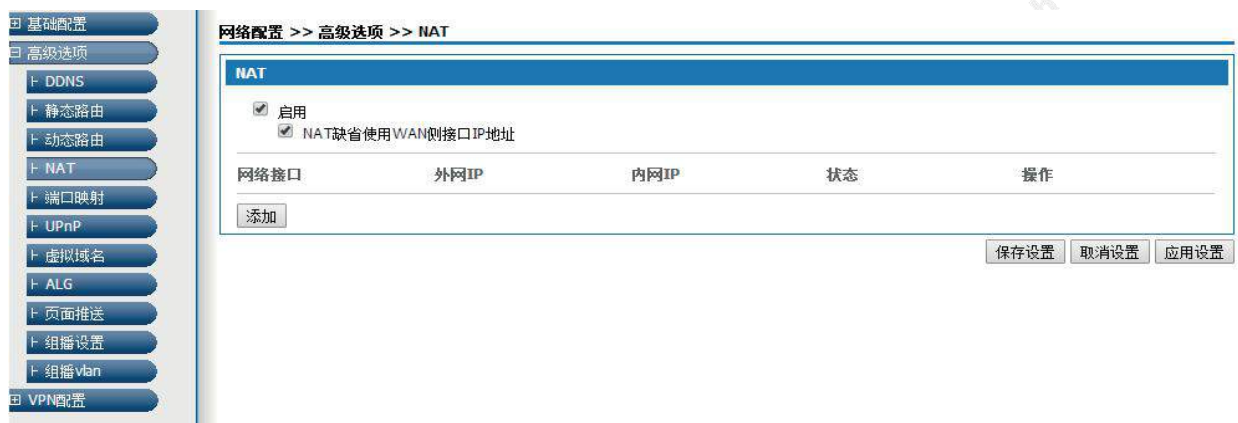 基础配置
高级选项
DDNS
静态路由
动态路由
NAT
端口映射
UPnP
虚拟域名
ALG
页面推送
组播设置
组播vlan
VPN配置
网络配置 >> 高级选项 >> NAT
NAT
启用
NAT缺省使用WAN侧接口IP地址
网络接口 外网IP 内网IP 状态 操作
添加
保存设置 取消设置 应用设置